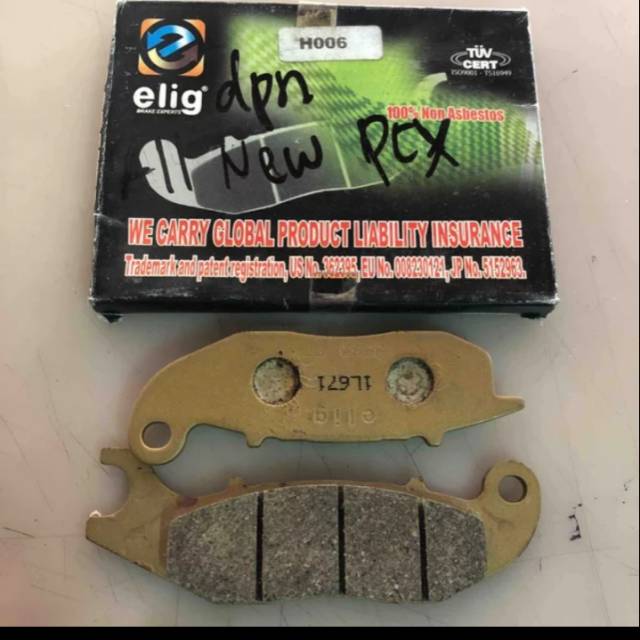 H006
TÜV
CERT
ISO9001 - TS16949
elig
BRAKE EXPERTS
dpn
100% Non Asbestos
All New PCX
WE CARRY GLOBAL PRODUCT LIABILITY INSURANCE
Trademark and patent registration, US No. 362395, EU No. 008230121, JP No. 5152963.
1L671
elig